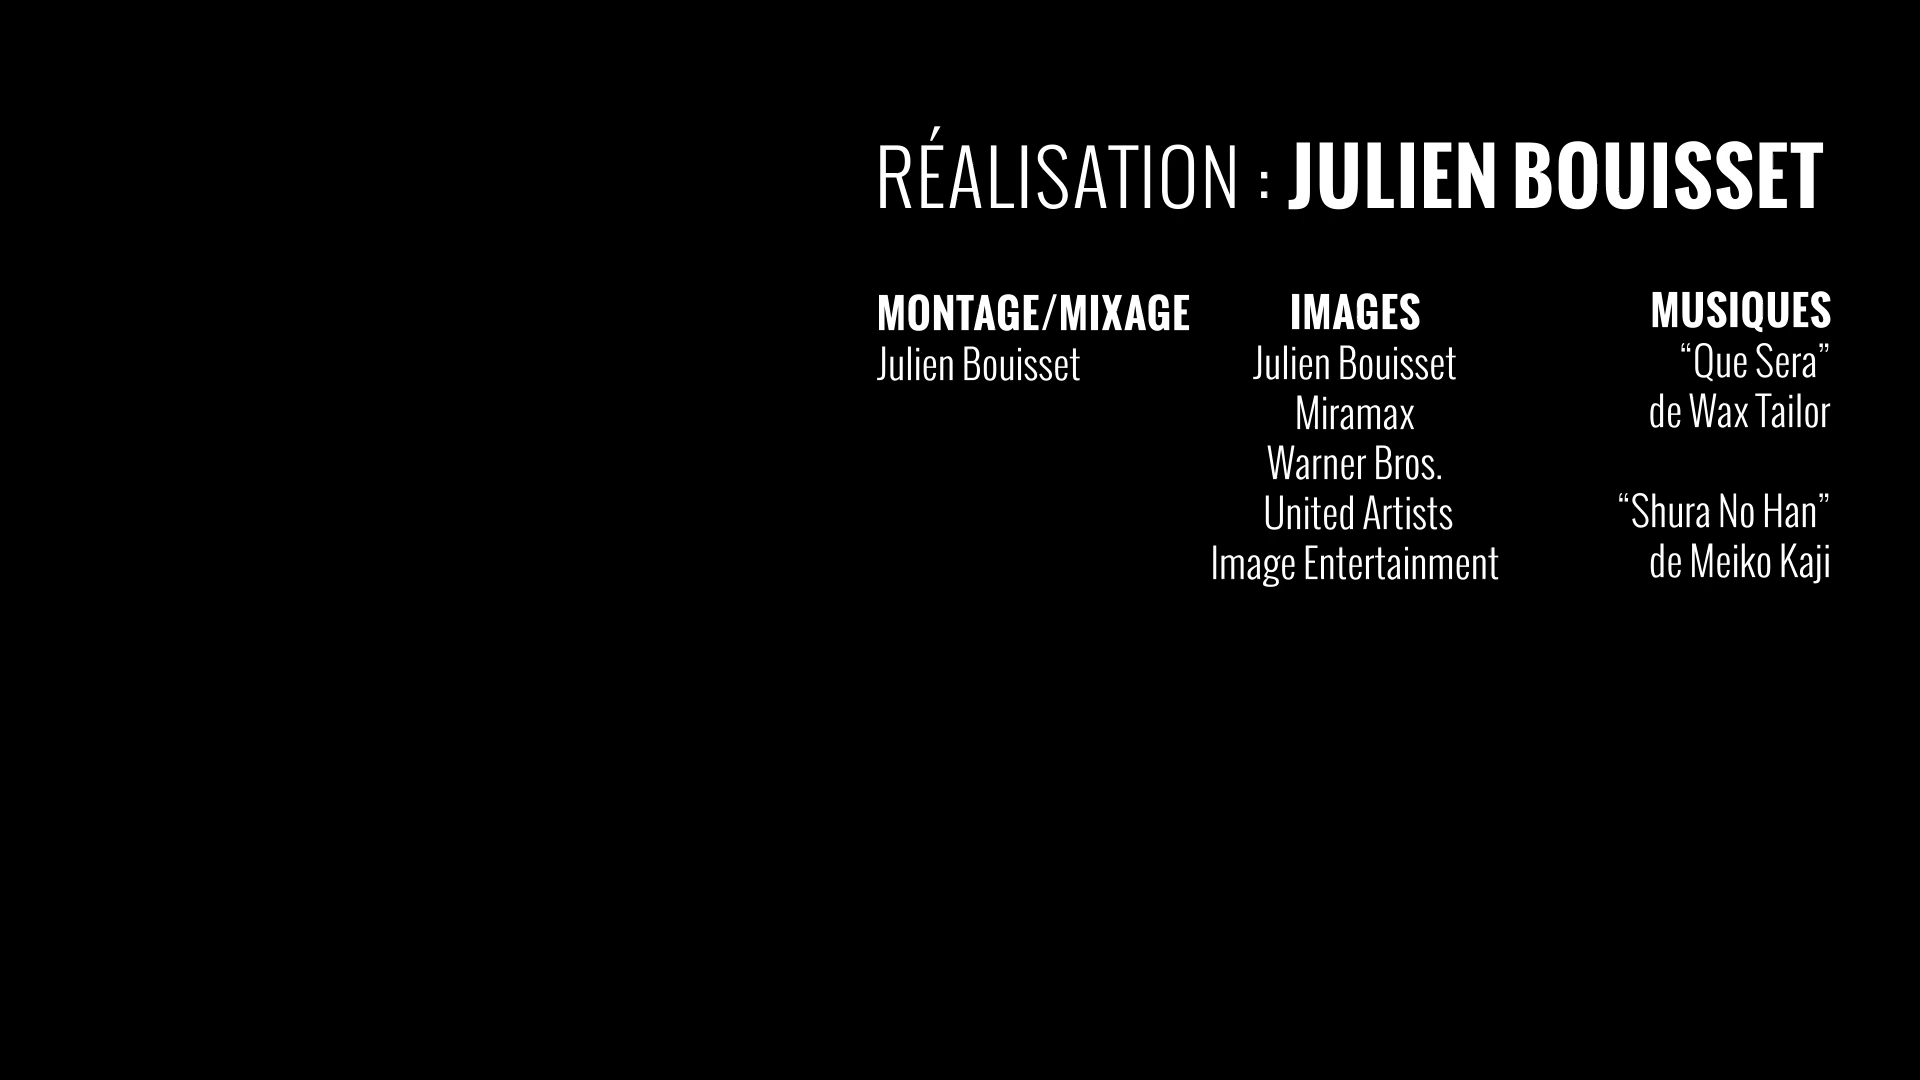 RÉALISATION : JULIEN BOUISSET
MONTAGE/MIXAGE
Julien Bouisset
IMAGES
Julien Bouisset
Miramax
Warner Bros.
United Artists
Image Entertainment
MUSIQUES
“Que Sera”
de Wax Tailor
“Shura No Han”
de Meiko Kaji